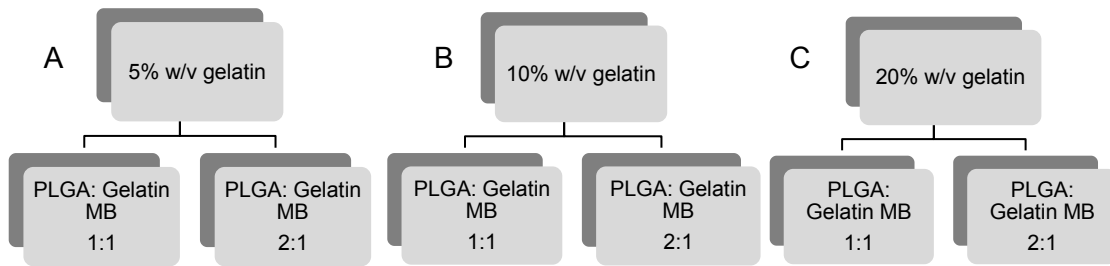 A
5% w/v gelatin
PLGA: Gelatin
MB
1:1
PLGA: Gelatin
MB
2:1
B
10% w/v gelatin
PLGA: Gelatin
MB
1:1
PLGA: Gelatin
MB
2:1
C
20% w/v gelatin
PLGA:
Gelatin MB
1:1
PLGA:
Gelatin MB
2:1